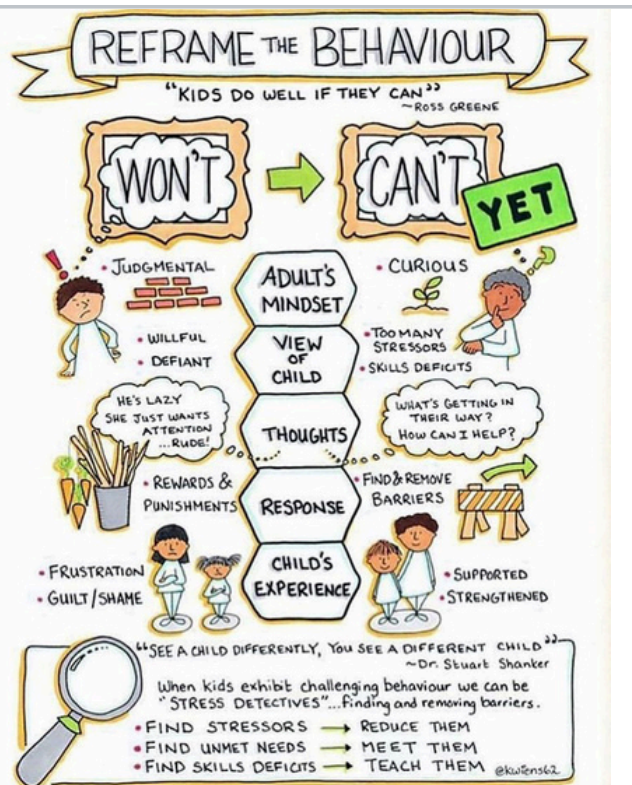 REFRAME THE BEHAVIOUR
"KIDS DO WELL IF THEY CAN"
~ROSS GREENE
WON'T
CAN'T
YET
• JUDGMENTAL
ADULT'S
MINDSET
• CURIOUS
• WILLFUL
• DEFIANT
VIEW
OF
CHILD
• TOO MANY
STRESSORS
• SKILLS DEFICITS
HE'S LAZY
SHE JUST WANTS
ATTENTION
...RUDE!
THOUGHTS
WHAT'S GETTING IN
THEIR WAY?
HOW CAN I HELP?
• REWARDS &
PUNISHMENTS
RESPONSE
• FIND & REMOVE
BARRIERS
• FRUSTRATION
• GUILT/SHAME
CHILD'S
EXPERIENCE
• SUPPORTED
• STRENGTHENED
"SEE A CHILD DIFFERENTLY, YOU SEE A DIFFERENT CHILD"
~Dr. Stuart Shanker
When kids exhibit challenging behaviour we can be
"STRESS DETECTIVES"...finding and removing barriers.
• FIND STRESSORS → REDUCE THEM
• FIND UNMET NEEDS → MEET THEM
• FIND SKILLS DEFICITS → TEACH THEM
@kwiens62